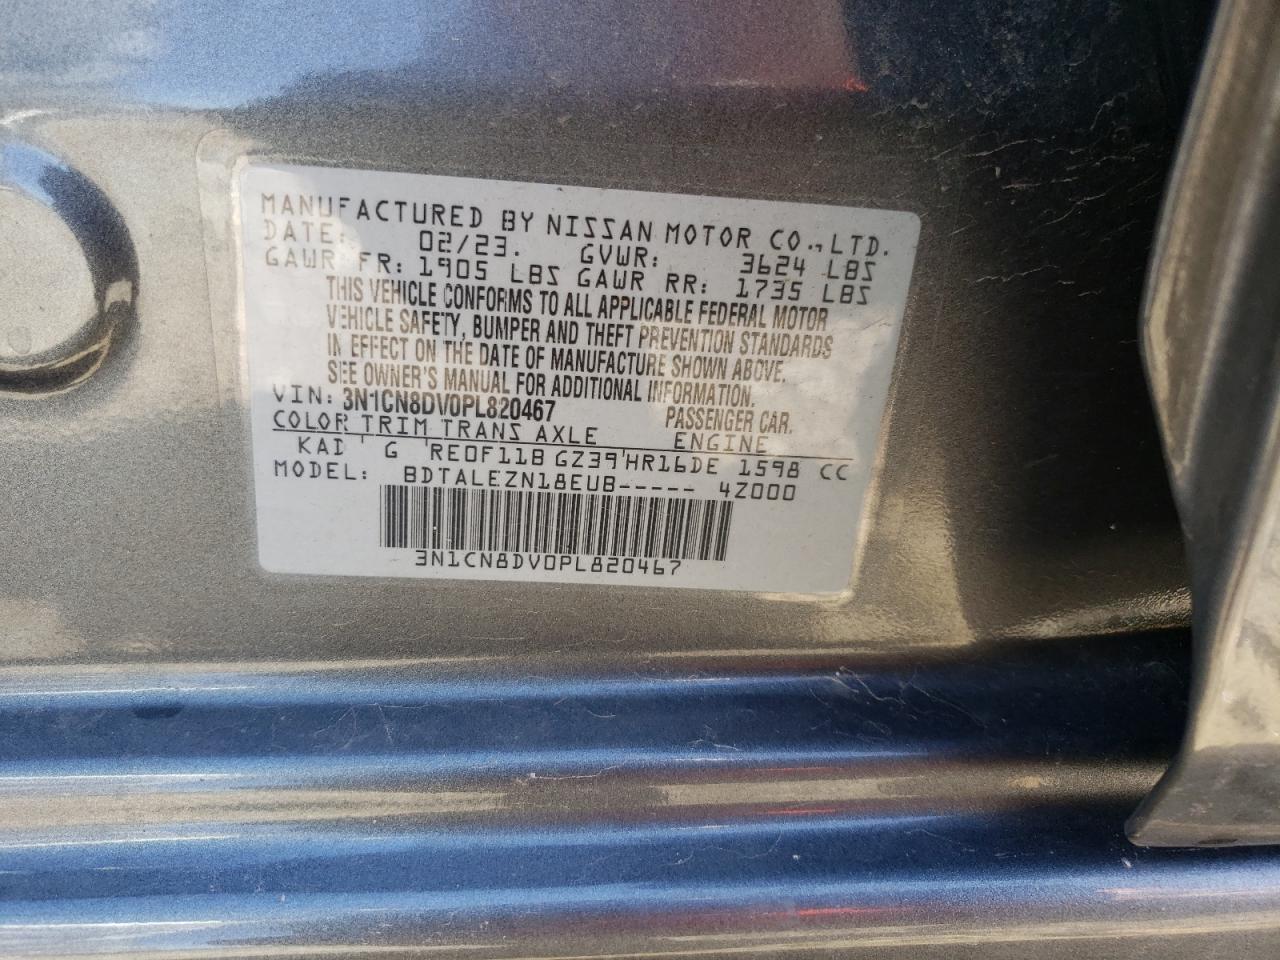 MANUFACTURED BY NISSAN MOTOR CO., LTD.
DATE: 02/23. GVWR: 3624 LBS
GAWR FR: 1905 LBS GAWR RR: 1735 LBS
THIS VEHICLE CONFORMS TO ALL APPLICABLE FEDERAL MOTOR
VEHICLE SAFETY, BUMPER AND THEFT PREVENTION STANDARDS
IN EFFECT ON THE DATE OF MANUFACTURE SHOWN ABOVE.
SEE OWNER'S MANUAL FOR ADDITIONAL INFORMATION.
VIN: 3N1CN8DV0PL820467 PASSENGER CAR.
COLOR TRIM TRANS AXLE ENGINE
KAD G RE0F11B GZ39 HR16DE 1598 CC
MODEL: BDTALEZN18EUB----- 4Z000
3N1CN8DV0PL820467